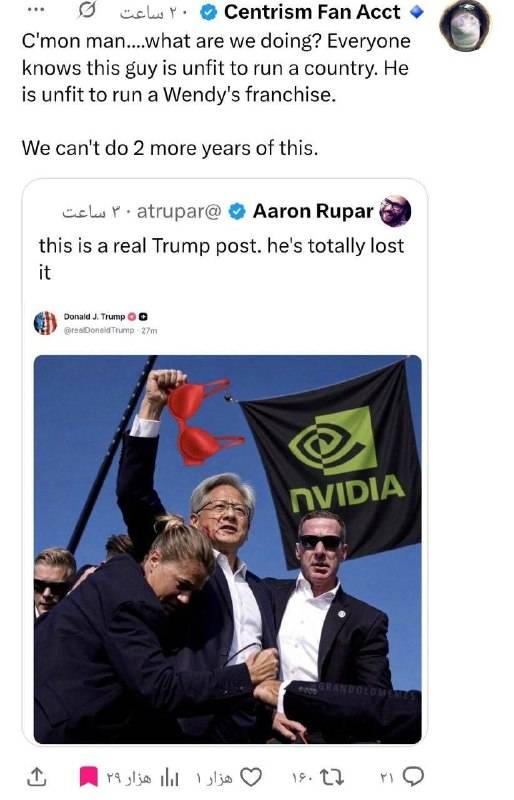 Centrism Fan Acct · ۲ ساعت
C'mon man....what are we doing? Everyone
knows this guy is unfit to run a country. He
is unfit to run a Wendy's franchise.
We can't do 2 more years of this.
Aaron Rupar @atrupar · ۳ ساعت
this is a real Trump post. he's totally lost
it
Donald J. Trump
@realDonaldTrump · 27m
NVIDIA
GRANDOLDMEMES
۲۱ ۱۶۰ ۱ هزار ۲۹ هزار